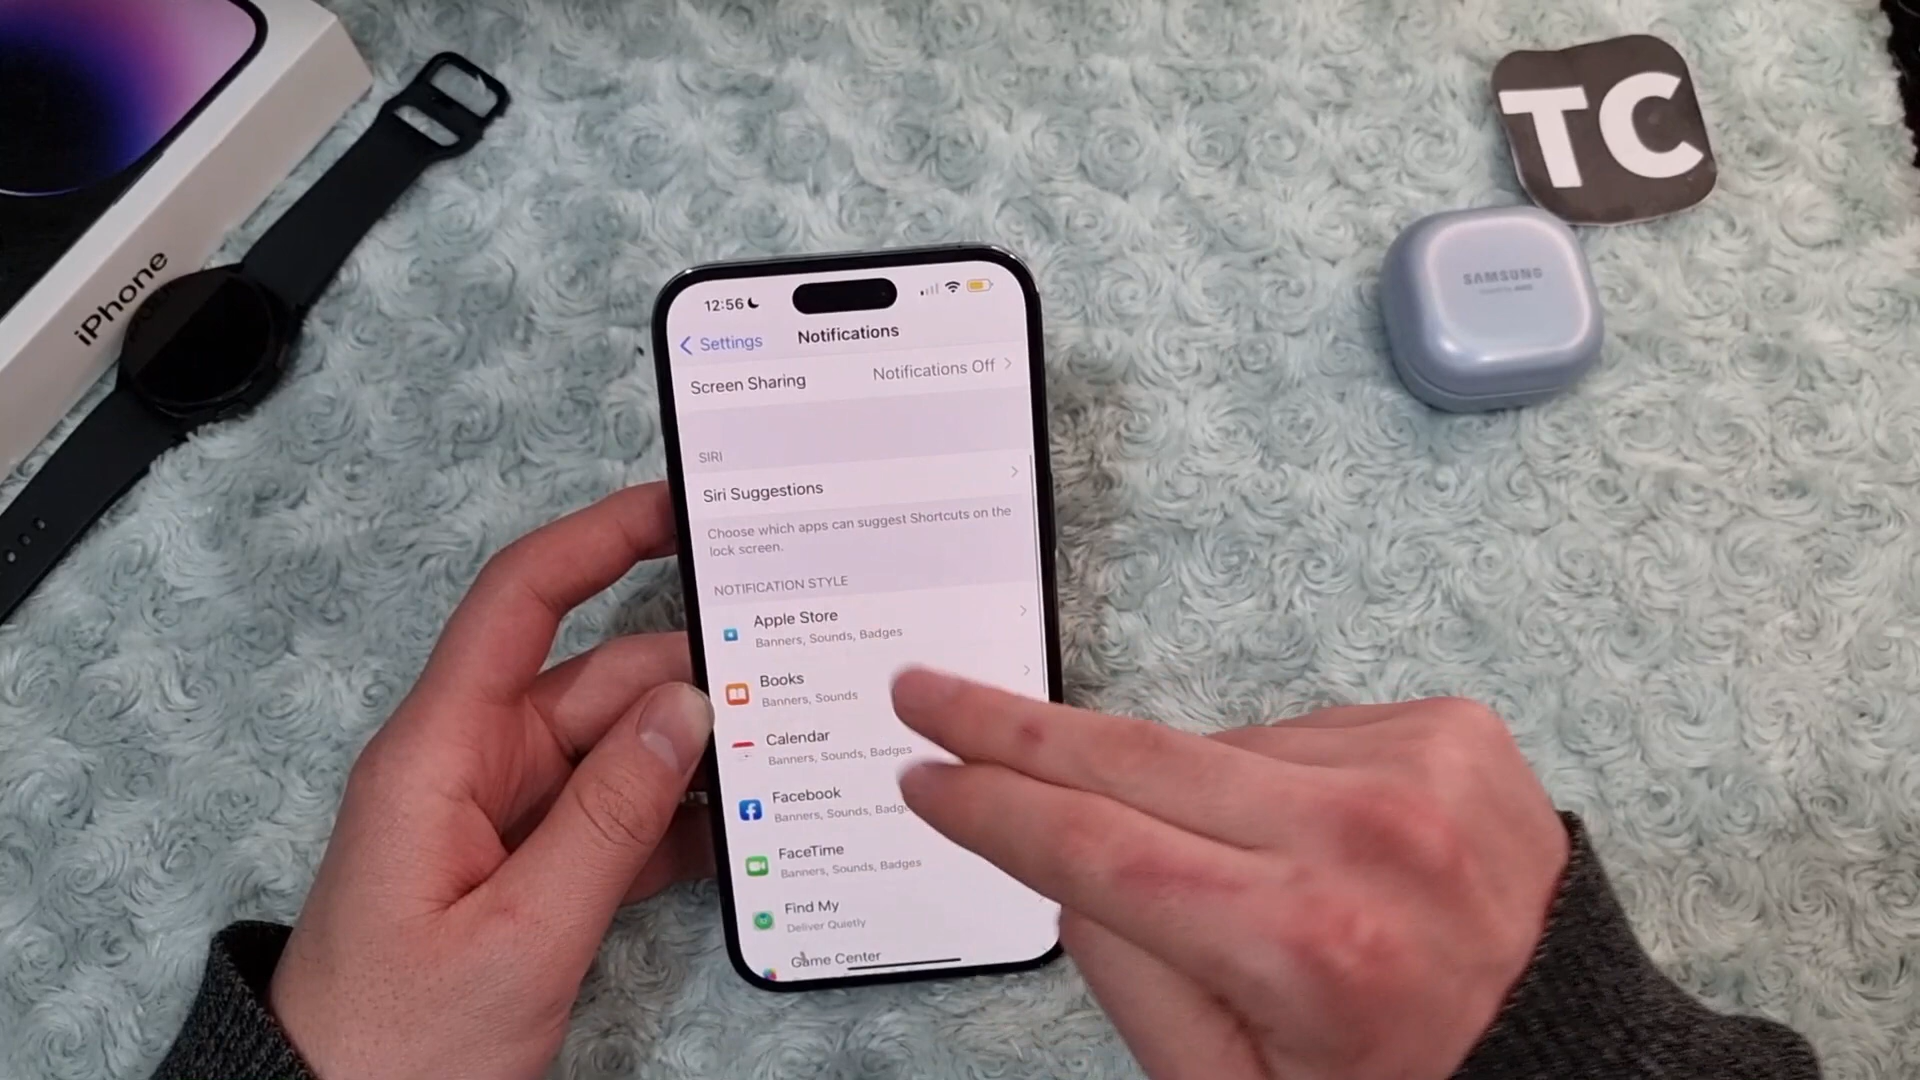 iPhone
TC
SAMSUNG
12:56
Settings
Notifications
Screen Sharing
Notifications Off
SIRI
Siri Suggestions
Choose which apps can suggest Shortcuts on the
lock screen.
NOTIFICATION STYLE
Apple Store
Banners, Sounds, Badges
Books
Banners, Sounds
Calendar
Banners, Sounds, Badges
Facebook
Banners, Sounds, Badg
FaceTime
Banners, Sounds, Badges
Find My
Deliver Quietly
Game Center